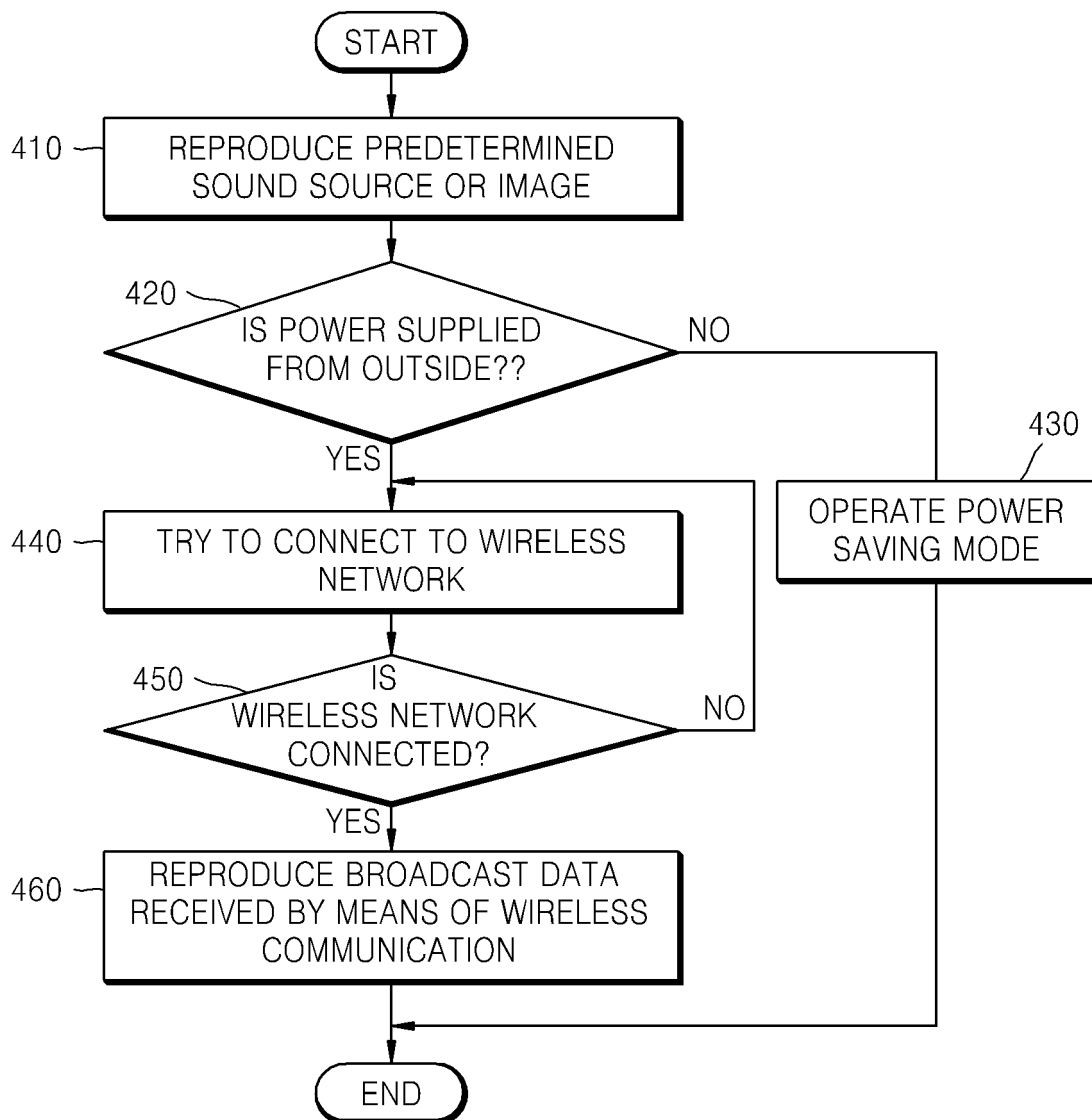 START
410
REPRODUCE PREDETERMINED
SOUND SOURCE OR IMAGE
420
IS POWER SUPPLIED
FROM OUTSIDE??
NO
YES
430
OPERATE POWER
SAVING MODE
440
TRY TO CONNECT TO WIRELESS
NETWORK
450
IS
WIRELESS NETWORK
CONNECTED?
NO
YES
460
REPRODUCE BROADCAST DATA
RECEIVED BY MEANS OF WIRELESS
COMMUNICATION
END